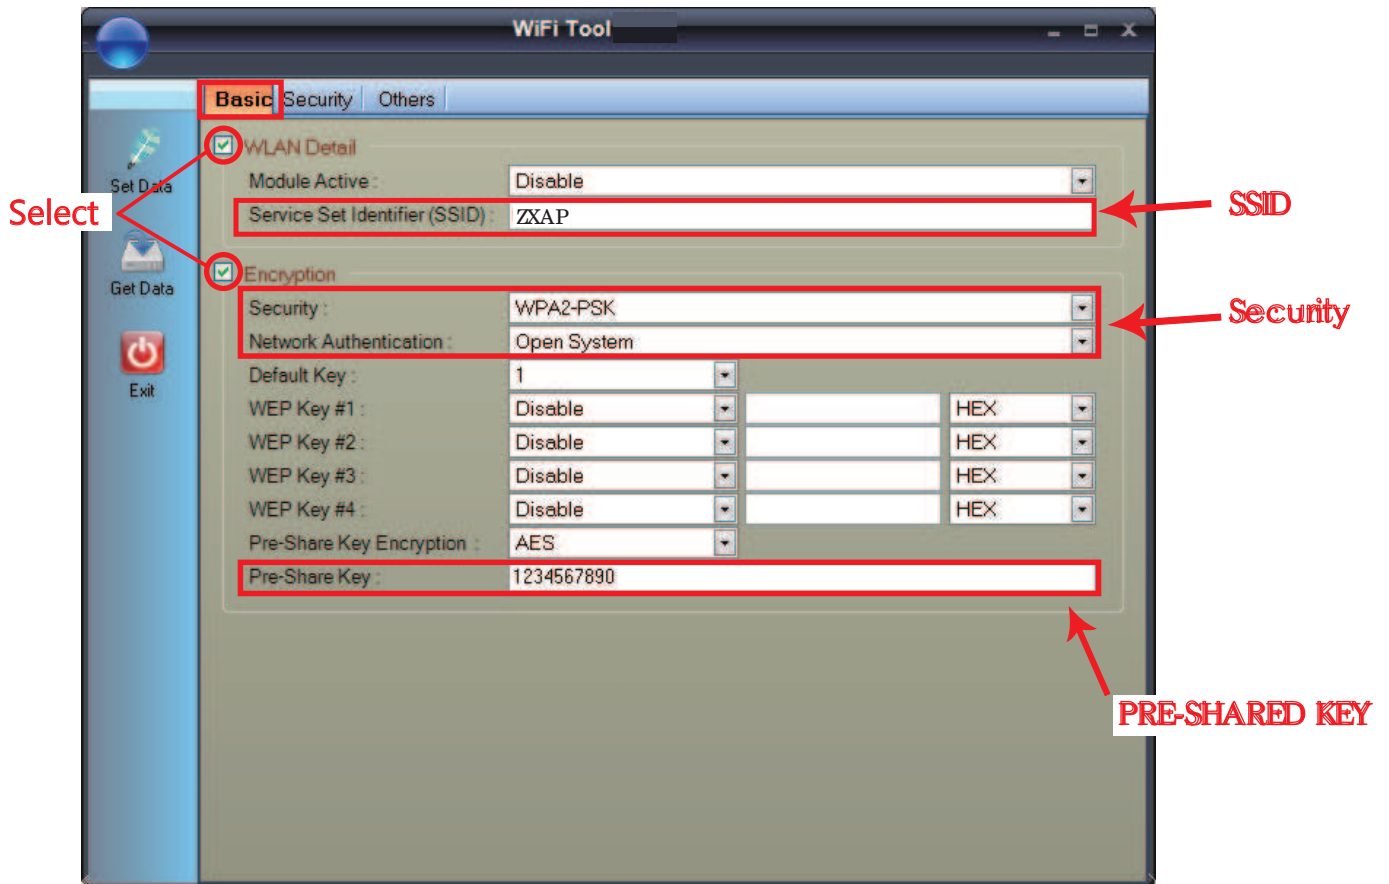 WiFi Tool
Basic Security Others
WLAN Detail
Set Data
Module Active : Disable
Select
Service Set Identifier (SSID) : ZXAP
SSID
Encryption
Get Data
Security : WPA2-PSK
Security
Network Authentication : Open System
Default Key : 1
Exit
WEP Key #1 : Disable HEX
WEP Key #2 : Disable HEX
WEP Key #3 : Disable HEX
WEP Key #4 : Disable HEX
Pre-Share Key Encryption : AES
Pre-Share Key : 1234567890
PRE-SHARED KEY